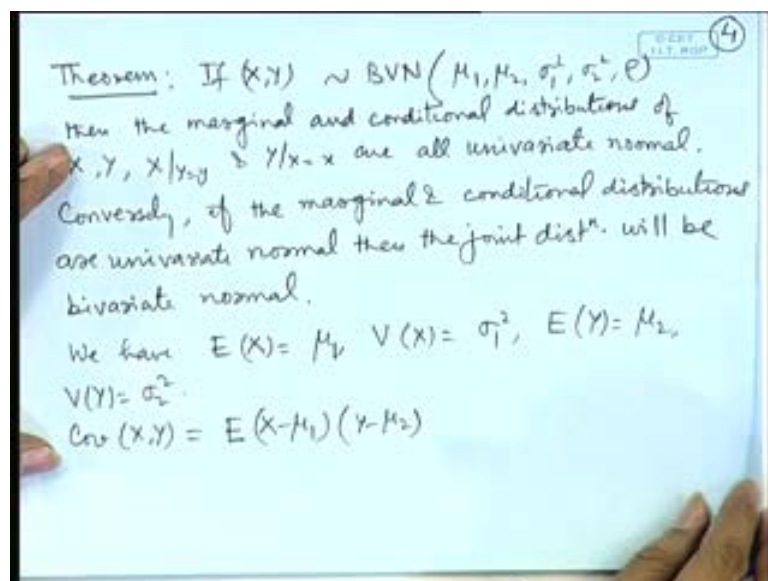 4
Theorem: If (X,Y) ~ BVN(μ₁, μ₂, σ₁², σ₂², ρ)
then the marginal and conditional distributions of
X, Y, X|Y=y & Y|X=x are all univariate normal.
Conversely, if the marginal & conditional distributions
are univariate normal then the joint distⁿ. will be
bivariate normal.
We have E(X) = μ₁, V(X) = σ₁², E(Y) = μ₂,
V(Y) = σ₂².
Cov (X,Y) = E(X-μ₁)(Y-μ₂)